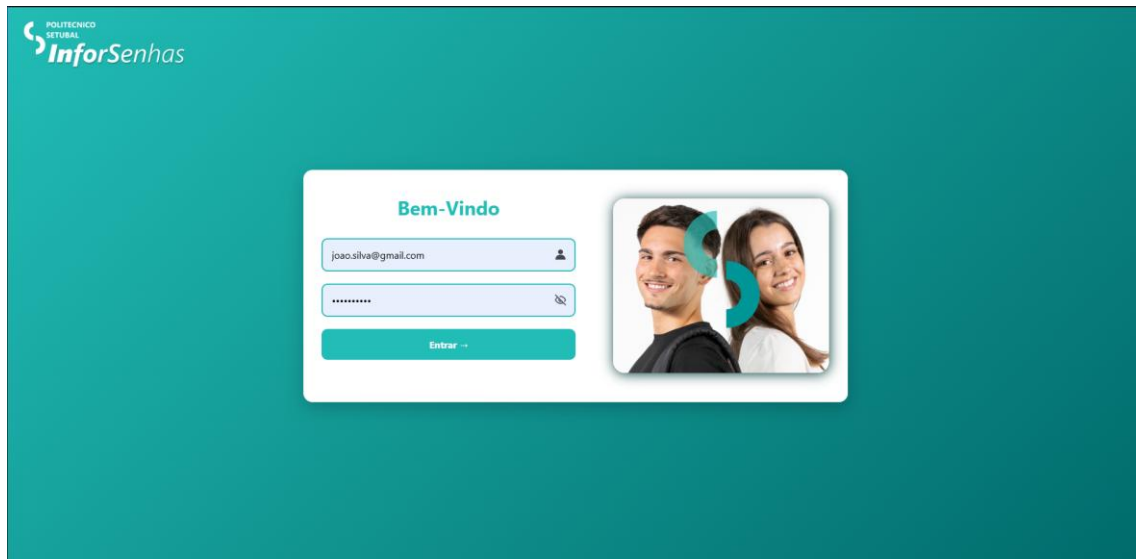 POLITECNICO
SETUBAL
InforSenhas
Bem-Vindo
joao.silva@gmail.com
••••••••••
Entrar →